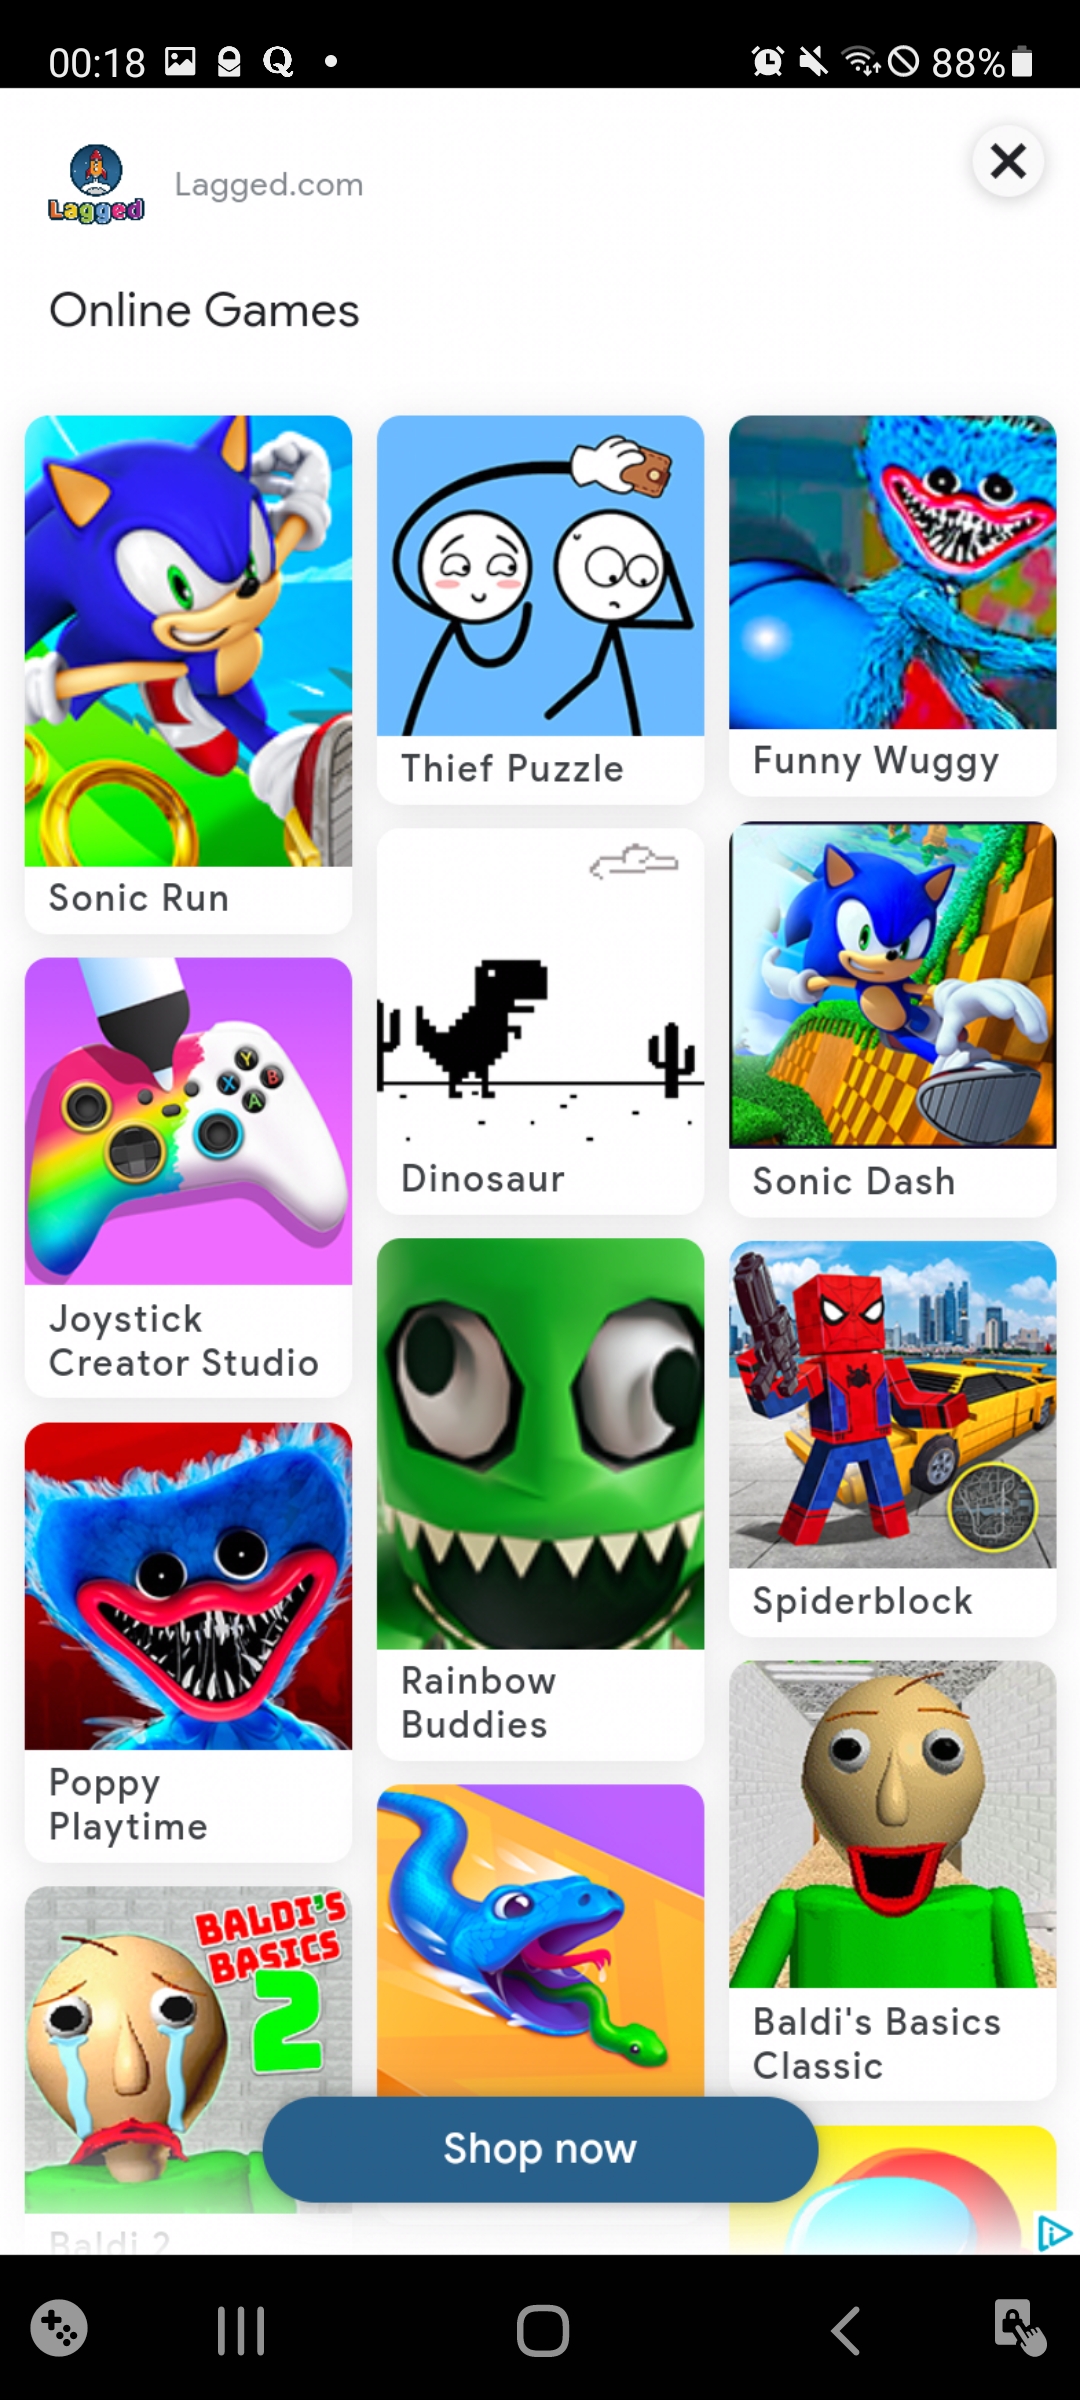 00:18
88%
Lagged
Lagged.com
Online Games
Sonic Run
Thief Puzzle
Funny Wuggy
Dinosaur
Sonic Dash
Y
X
B
A
Joystick
Creator Studio
Rainbow
Buddies
Spiderblock
Poppy
Playtime
BALDI'S
BASICS
2
Baldi's Basics
Classic
Shop now
Baldi 2